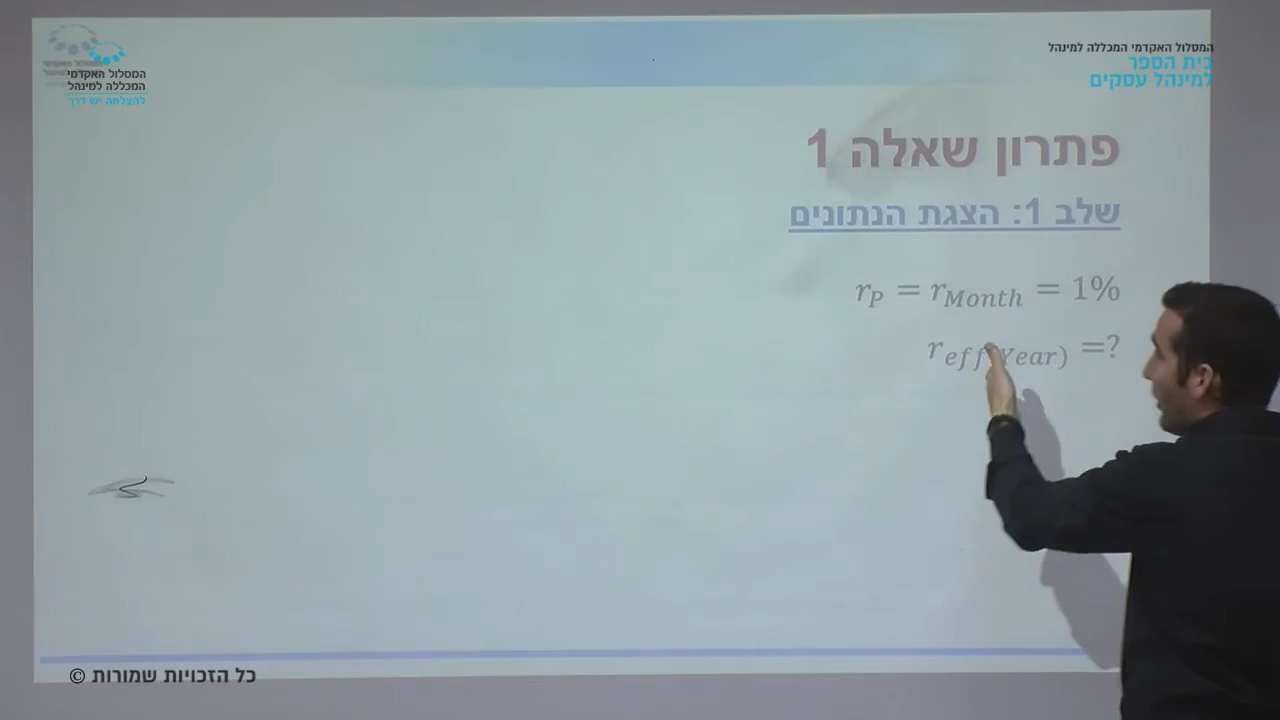 המסלול האקדמי המכללה למינהל
בית הספר
למינהל עסקים
המסלול האקדמי
המכללה למינהל
להצלחה יש דרך
פתרון שאלה 1
שלב 1: הצגת הנתונים
r_P = r_Month = 1%
r_eff(Year) =?
כל הזכויות שמורות ©